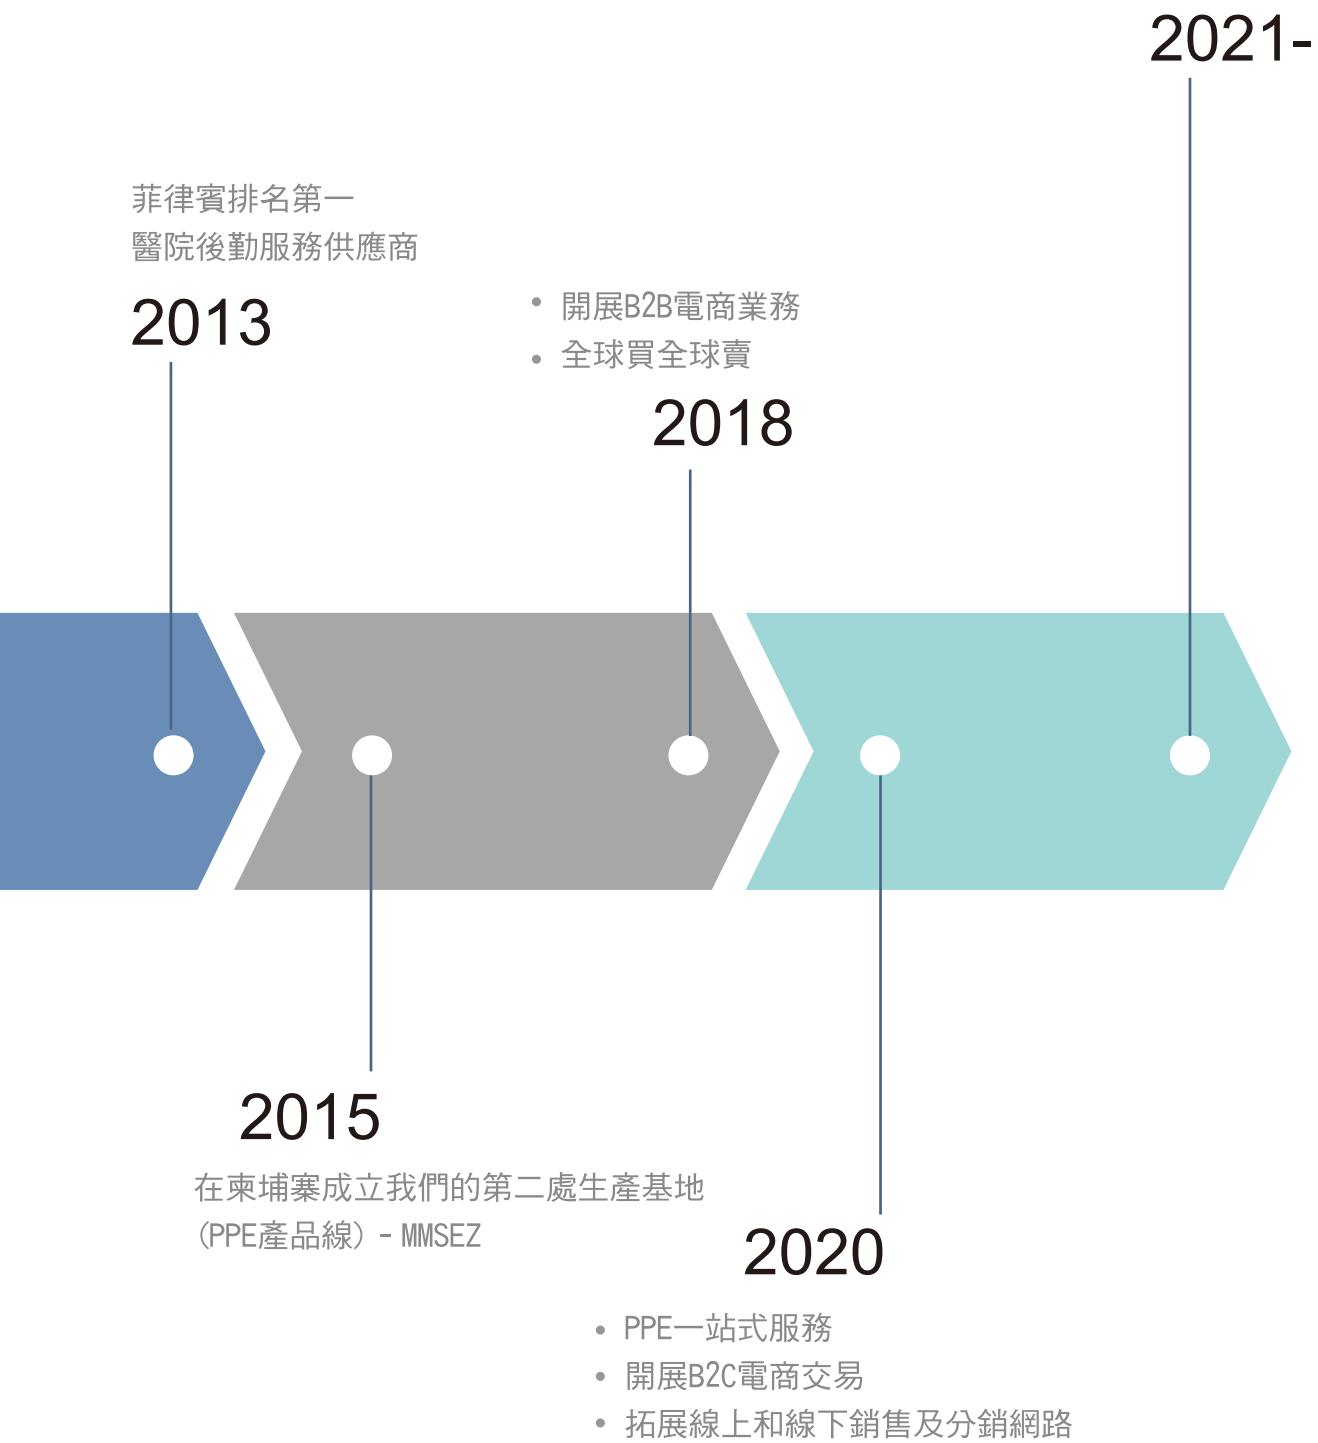 2021-
菲律賓排名第一
醫院後勤服務供應商
2013
• 開展B2B電商業務
• 全球買全球賣
2018
2015
在柬埔寨成立我們的第二處生產基地
(PPE產品線) - MMSEZ
2020
• PPE一站式服務
• 開展B2C電商交易
• 拓展線上和線下銷售及分銷網路